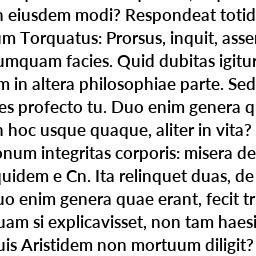 n eiusdem modi? Respondeat totid
um Torquatus: Prorsus, inquit, asser
umquam facies. Quid dubitas igitur
m in altera philosophiae parte. Sed
es profecto tu. Duo enim genera q
n hoc usque quaque, aliter in vita?
onum integritas corporis: misera de
quidem e Cn. Ita relinquet duas, de
uo enim genera quae erant, fecit tr
uam si explicavisset, non tam haesi
uis Aristidem non mortuum diligit?